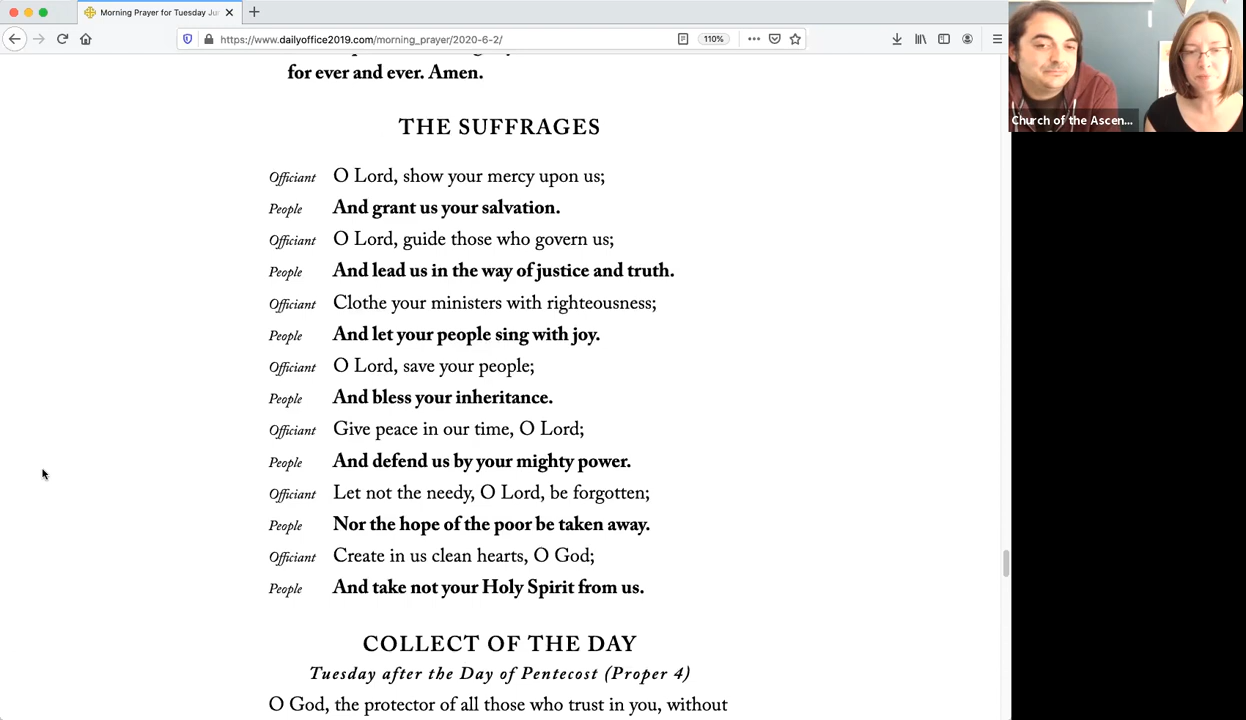 Morning Prayer for Tuesday Ju
https://www.dailyoffice2019.com/morning_prayer/2020-6-2/
110%
Church of the Ascen...
for ever and ever. Amen.
THE SUFFRAGES
Officiant O Lord, show your mercy upon us;
People And grant us your salvation.
Officiant O Lord, guide those who govern us;
People And lead us in the way of justice and truth.
Officiant Clothe your ministers with righteousness;
People And let your people sing with joy.
Officiant O Lord, save your people;
People And bless your inheritance.
Officiant Give peace in our time, O Lord;
People And defend us by your mighty power.
Officiant Let not the needy, O Lord, be forgotten;
People Nor the hope of the poor be taken away.
Officiant Create in us clean hearts, O God;
People And take not your Holy Spirit from us.
COLLECT OF THE DAY
Tuesday after the Day of Pentecost (Proper 4)
O God, the protector of all those who trust in you, without